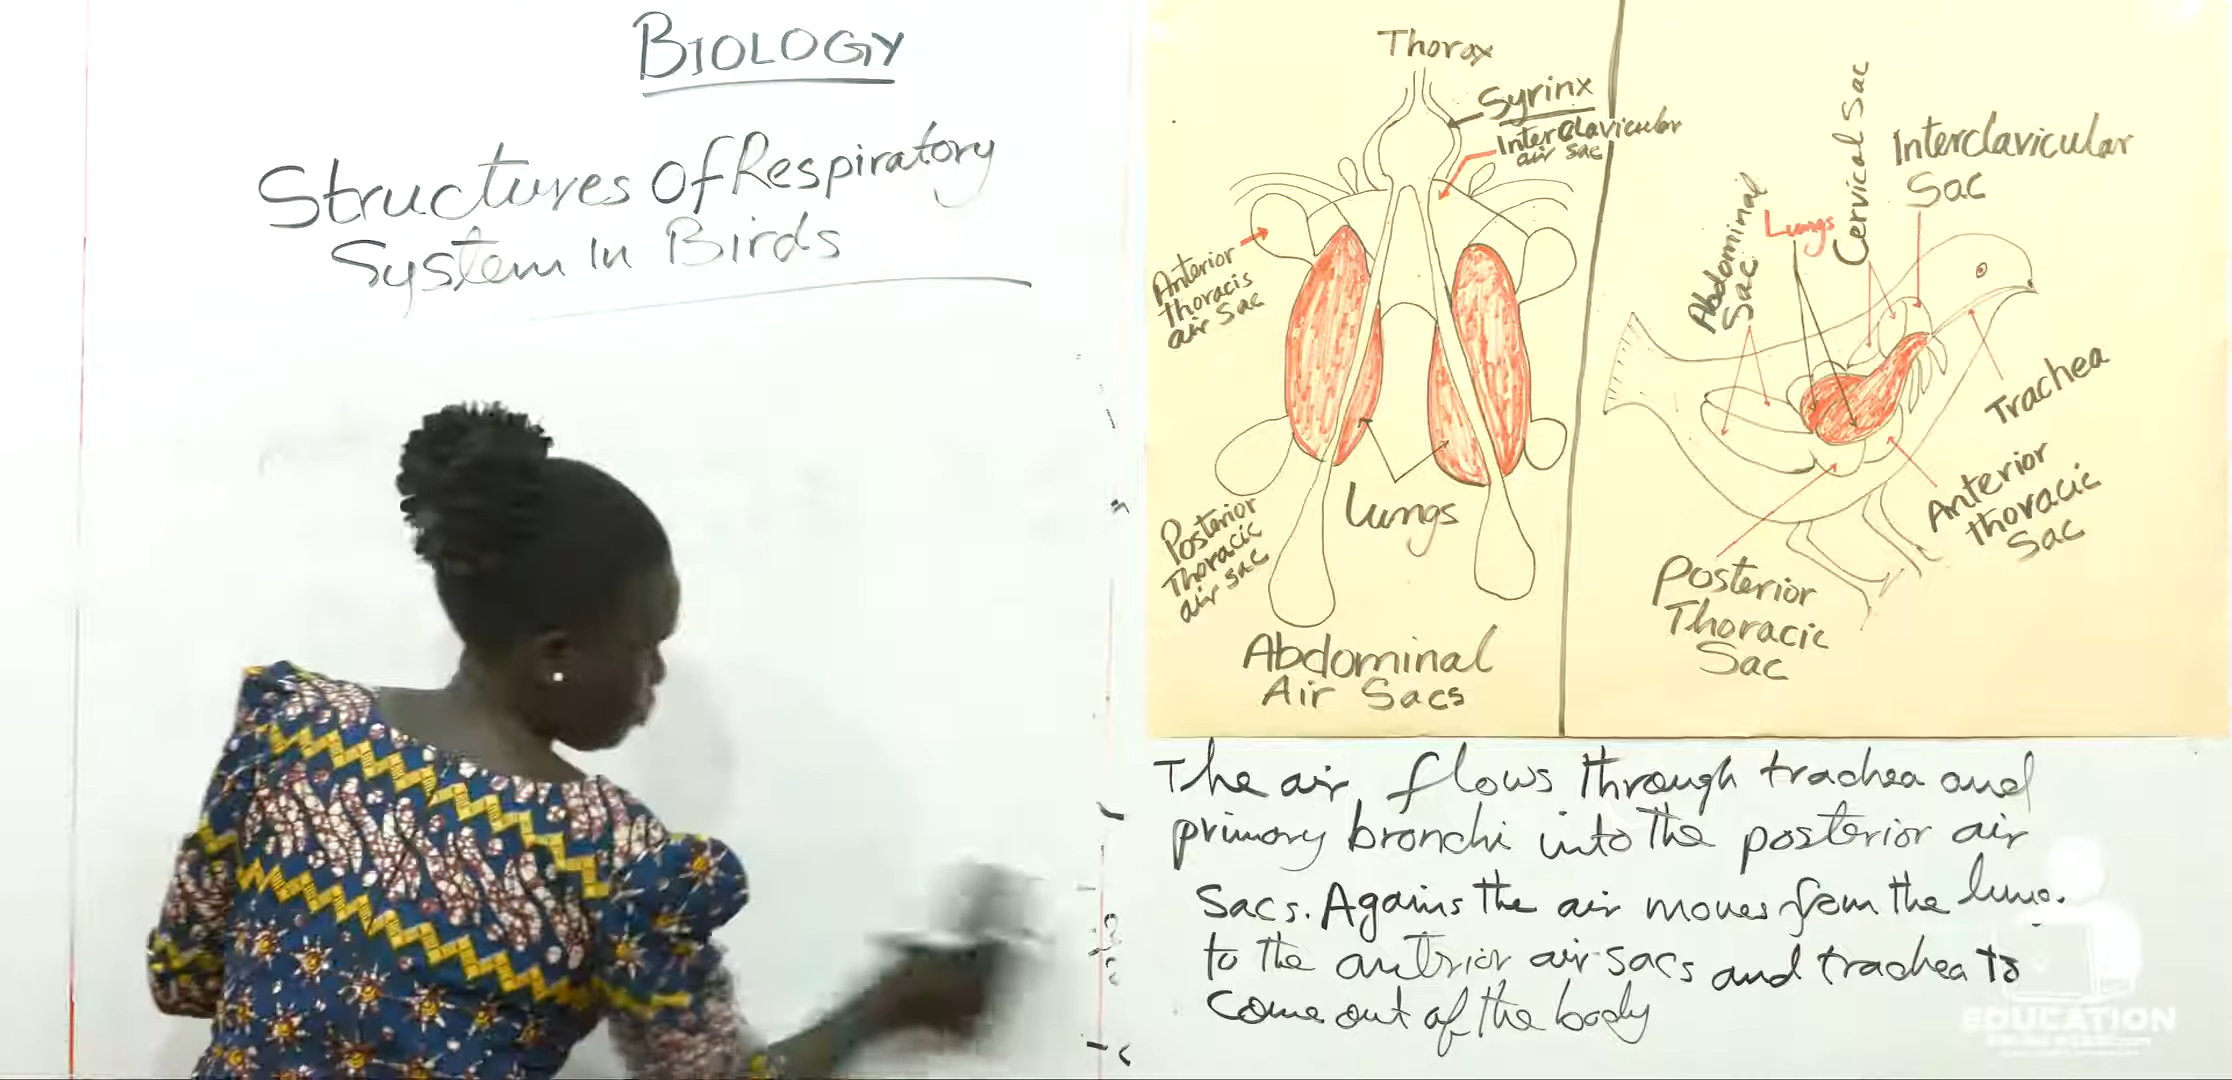 BIOLOGY
Structures Of Respiratory
System In Birds
Thorax
Syrinx
InterClavicular
air sac
Anterior
thoracis
air sac
Posterior
Thoracic
air sac
Lungs
Abdominal
Air Sacs
Abdominal
Sac
Lungs
Cervical Sac
Interclavicular
Sac
Trachea
Anterior
thoracic
Sac
Posterior
Thoracic
Sac
The air flows through trachea and
primary bronchi into the posterior air
Sacs. Agains the air moves from the
to the air sacs and trachea to
Come out of the body
EDUCATION